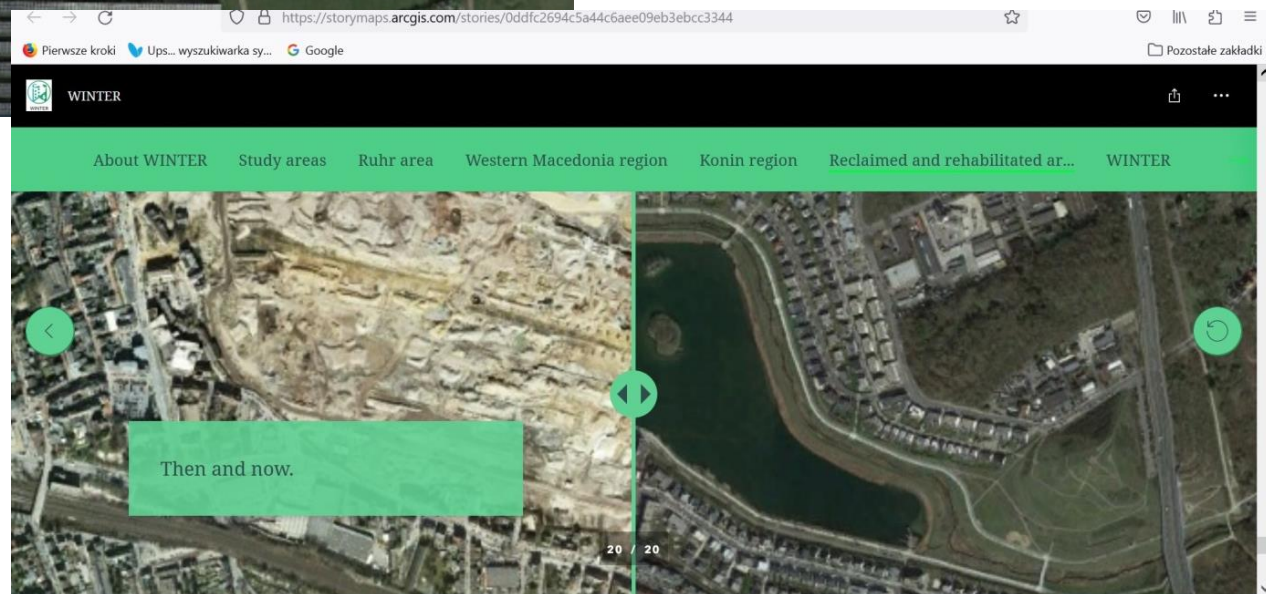 https://storymaps.arcgis.com/stories/0ddfc2694c5a44c6aee09eb3ebcc3344
Pierwsze kroki Ups... wyszukiwarka sy... Google Pozostałe zakładki
WINTER WINTER ...
About WINTER Study areas Ruhr area Western Macedonia region Konin region Reclaimed and rehabilitated ar... WINTER
Then and now.
20 / 20